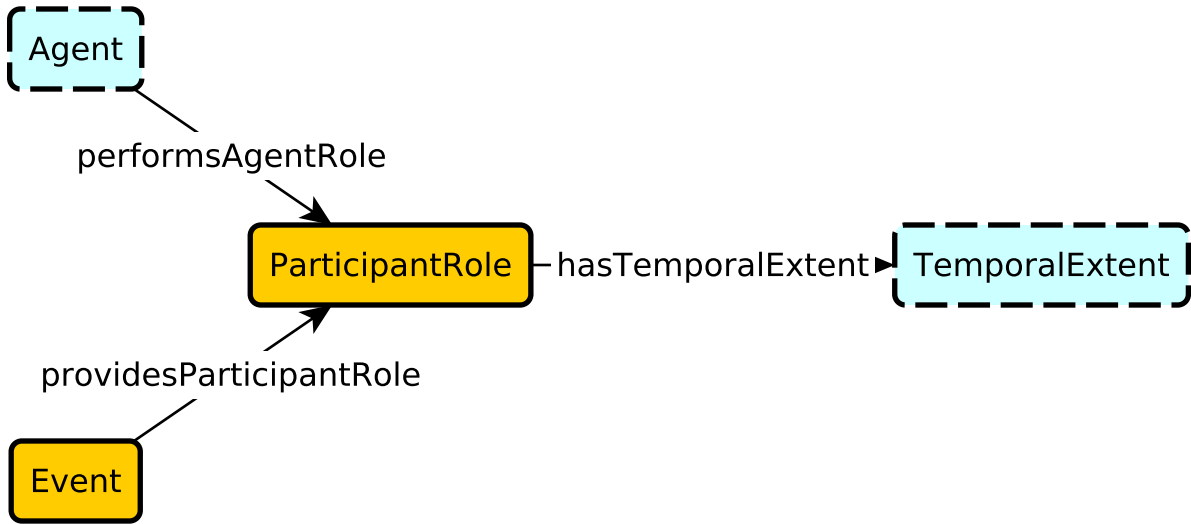 Agent
performsAgentRole
ParticipantRole
hasTemporalExtent
TemporalExtent
providesParticipantRole
Event